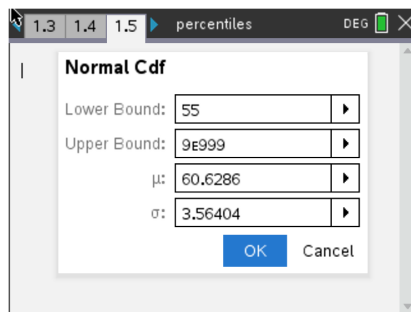 1.3 1.4 1.5 percentiles DEG
Normal Cdf
Lower Bound: 55
Upper Bound: 9ᴇ999
μ: 60.6286
σ: 3.56404
OK Cancel